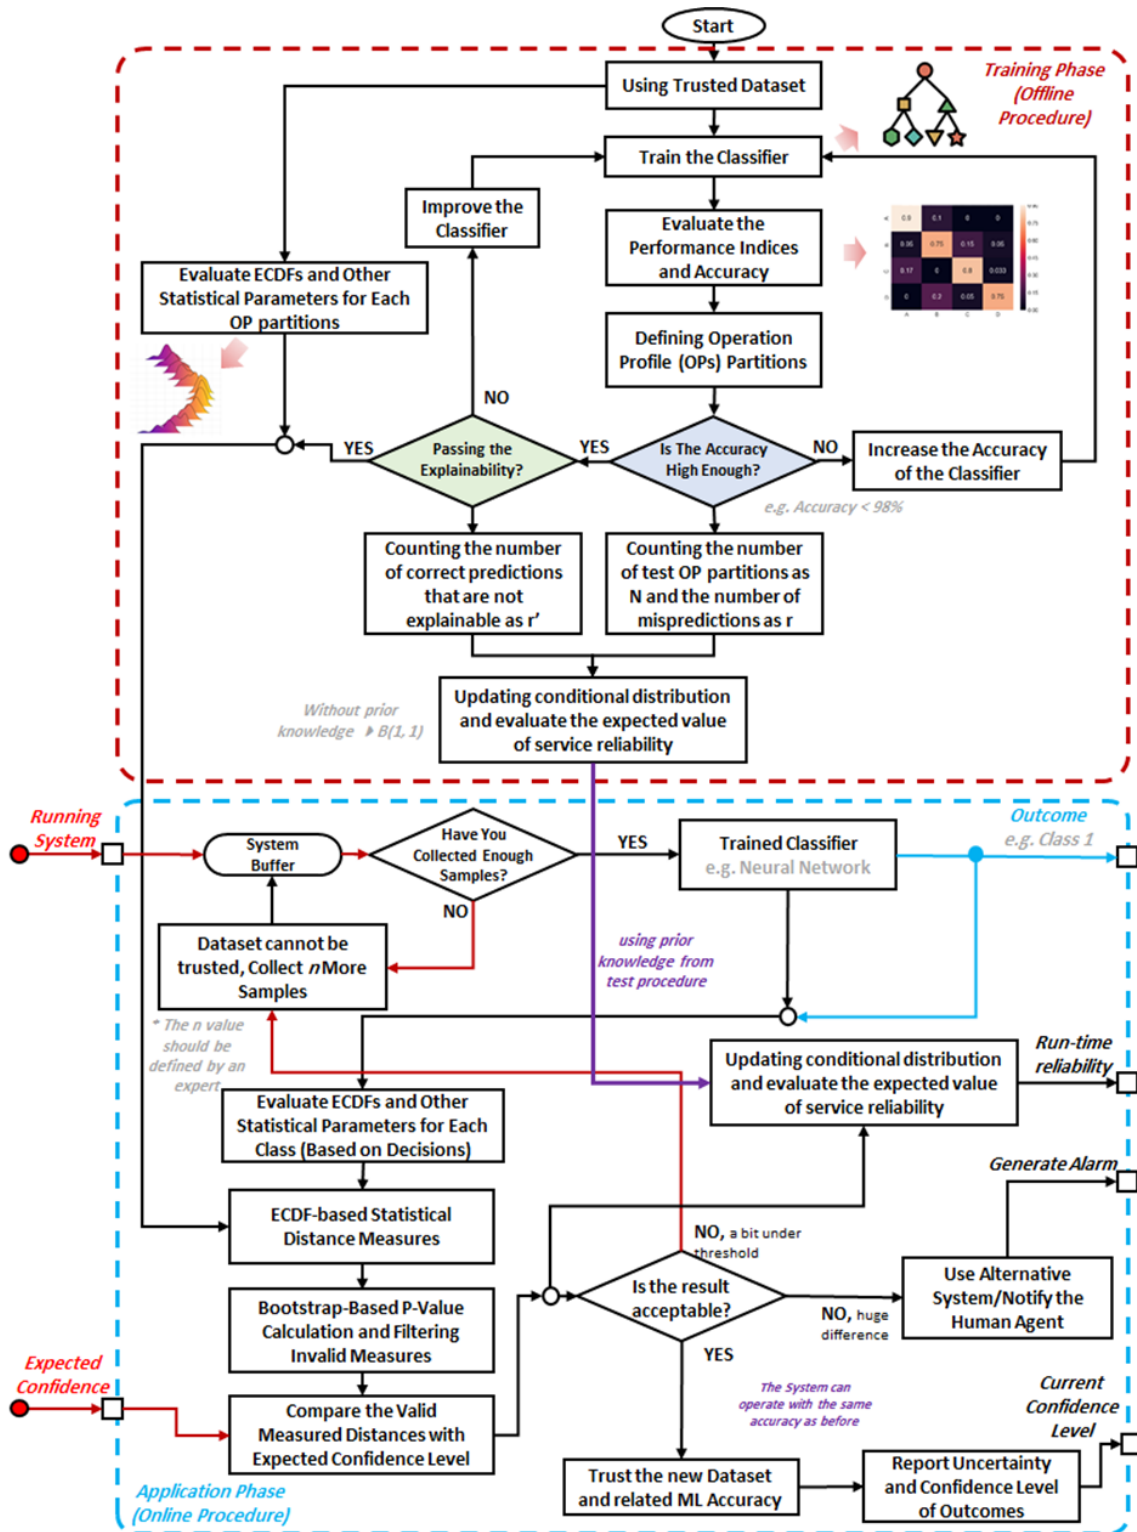 Start
Training Phase
(Offline
Procedure)
Using Trusted Dataset
Train the Classifier
Improve the
Classifier
Evaluate the
Performance Indices
and Accuracy
Evaluate ECDFs and Other
Statistical Parameters for Each
OP partitions
Defining Operation
Profile (OPs) Partitions
NO
YES
Passing the
Explainability?
YES
Is The Accuracy
High Enough?
NO
Increase the Accuracy
of the Classifier
e.g. Accuracy < 98%
Counting the number
of correct predictions
that are not
explainable as r’
Counting the number
of test OP partitions as
N and the number of
mispredictions as r
Without prior
knowledge B(1, 1)
Updating conditional distribution
and evaluate the expected value
of service reliability
Running
System
System
Buffer
Have You
Collected Enough
Samples?
YES
Trained Classifier
e.g. Neural Network
Outcome
e.g. Class 1
NO
Dataset cannot be
trusted, Collect n More
Samples
using prior
knowledge from
test procedure
* The n value
should be
defined by an
expert
Updating conditional distribution
and evaluate the expected value
of service reliability
Run-time
reliability
Evaluate ECDFs and Other
Statistical Parameters for Each
Class (Based on Decisions)
Generate Alarm
ECDF-based Statistical
Distance Measures
NO, a bit under
threshold
Is the result
acceptable?
NO, huge
difference
Use Alternative
System/Notify the
Human Agent
Bootstrap-Based P-Value
Calculation and Filtering
Invalid Measures
YES
Expected
Confidence
Compare the Valid
Measured Distances with
Expected Confidence Level
The System can
operate with the same
accuracy as before
Current
Confidence
Level
Trust the new Dataset
and related ML Accuracy
Report Uncertainty
and Confidence Level
of Outcomes
Application Phase
(Online Procedure)